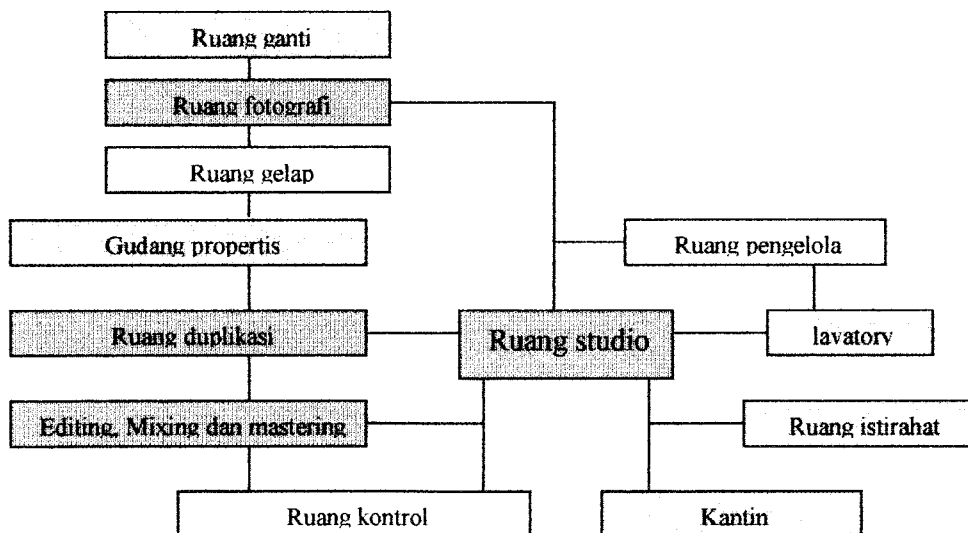 Ruang ganti
Ruang fotografi
Ruang gelap
Gudang propertis
Ruang pengelola
Ruang duplikasi
Ruang studio
lavatory
Editing, Mixing dan mastering
Ruang istirahat
Ruang kontrol
Kantin